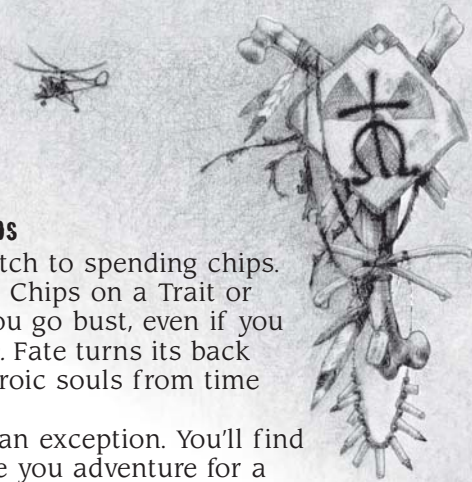 tch to spending chips.
Chips on a Trait or
ou go bust, even if you
. Fate turns its back
roic souls from time
an exception. You'll find
e you adventure for a